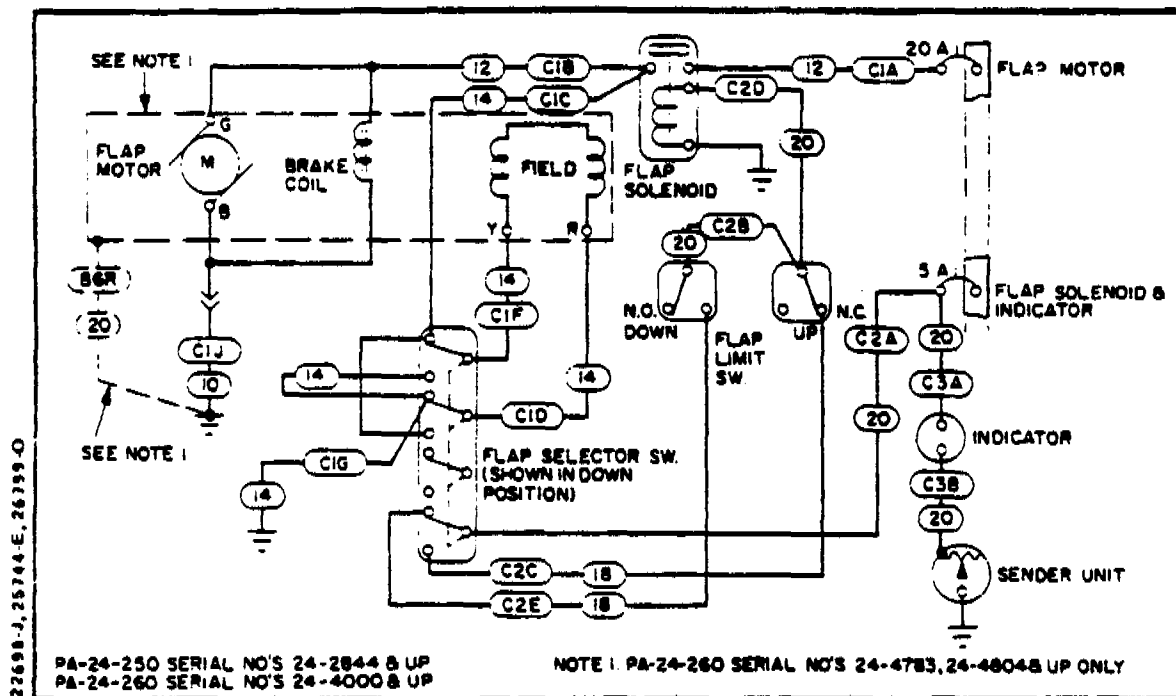 SEE NOTE 1
12
C1B
20 A
12
C1A
FLAP MOTOR
14
C1C
C2D
G
FLAP MOTOR
M
BRAKE COIL
FIELD
FLAP SOLENOID
20
B
Y
R
C2B
20
B6R
20
14
C1F
5 A
FLAP SOLENOID & INDICATOR
N.O.
DOWN
N.C.
UP
FLAP LIMIT SW.
C2A
20
C1J
10
14
14
C3A
C1D
20
INDICATOR
SEE NOTE 1
C1G
14
FLAP SELECTOR SW.
(SHOWN IN DOWN
POSITION)
C3B
20
C2C
18
SENDER UNIT
C2E
18
PA-24-250 SERIAL NO'S 24-2844 & UP
PA-24-260 SERIAL NO'S 24-4000 & UP
NOTE 1. PA-24-260 SERIAL NO'S 24-4783, 24-4804 & UP ONLY
22698-J, 25744-E, 26799-O